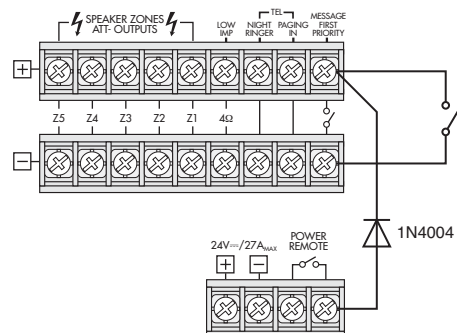 SPEAKER ZONES
ATT- OUTPUTS
LOW
IMP
TEL
NIGHT
RINGER
PAGING
IN
MESSAGE
FIRST
PRIORITY
+
Z5 Z4 Z3 Z2 Z1 4Ω
−
1N4004
24V⎓/27AMAX
POWER
REMOTE
+ −